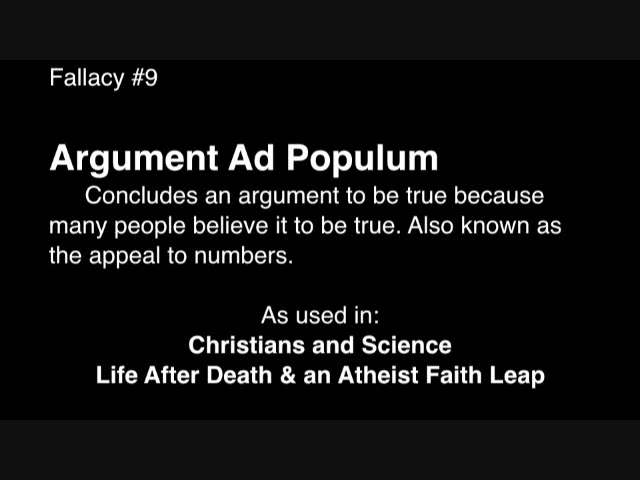 Fallacy #9
Argument Ad Populum
Concludes an argument to be true because
many people believe it to be true. Also known as
the appeal to numbers.
As used in:
Christians and Science
Life After Death & an Atheist Faith Leap